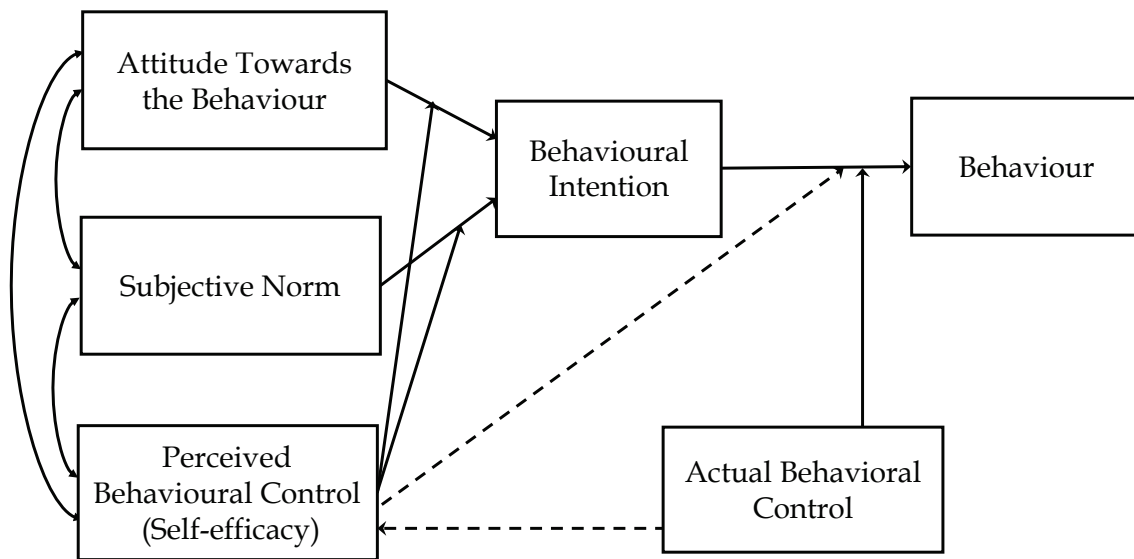 Attitude Towards
the Behaviour
Behavioural
Intention
Behaviour
Subjective Norm
Perceived
Behavioural Control
(Self-efficacy)
Actual Behavioral
Control